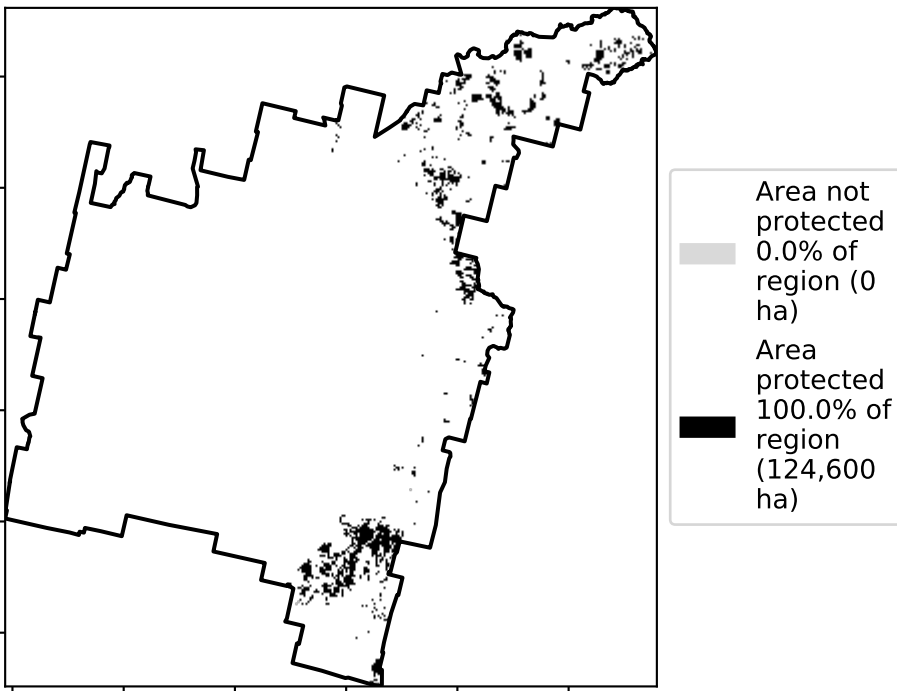 Area not
protected
0.0% of
region (0
ha)
Area
protected
100.0% of
region
(124,600
ha)